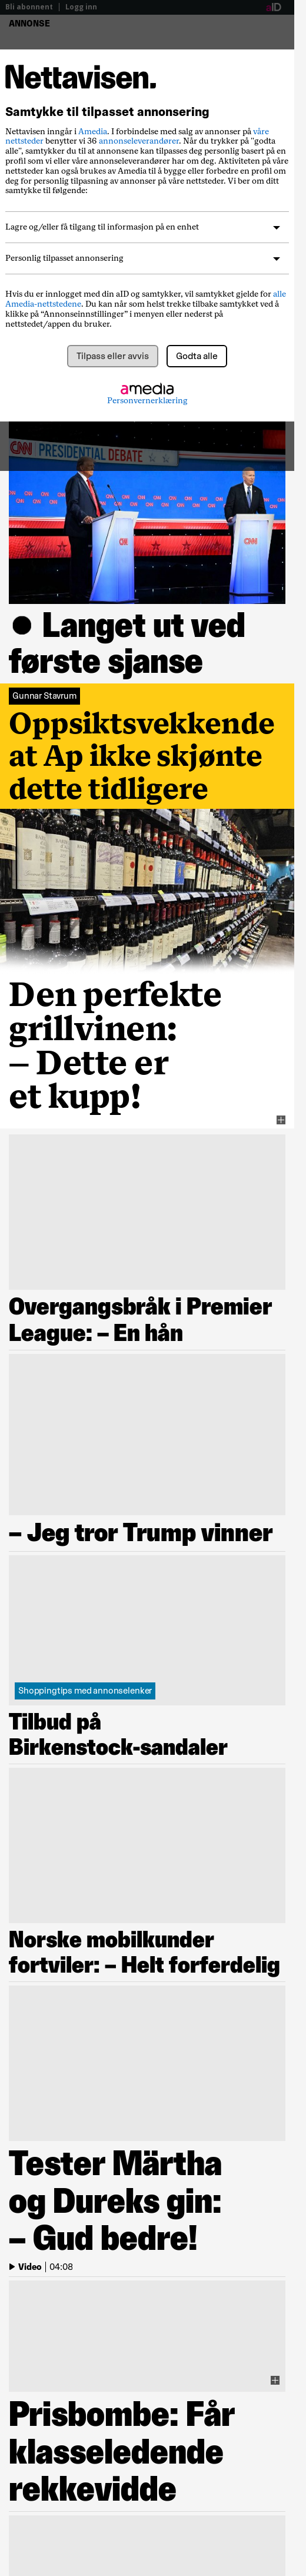 Bli abonnent | Logg inn
aID
ANNONSE
Nettavisen.
Samtykke til tilpasset annonsering
Nettavisen inngår i Amedia. I forbindelse med salg av annonser på våre
nettsteder benytter vi 36 annonseleverandører. Når du trykker på "godta
alle", samtykker du til at annonsene kan tilpasses deg personlig basert på en
profil som vi eller våre annonseleverandører har om deg. Aktiviteten på våre
nettsteder kan også brukes av Amedia til å bygge eller forbedre en profil om
deg for personlig tilpasning av annonser på våre nettsteder. Vi ber om ditt
samtykke til følgende:
Lagre og/eller få tilgang til informasjon på en enhet
Personlig tilpasset annonsering
Hvis du er innlogget med din aID og samtykker, vil samtykket gjelde for alle
Amedia-nettstedene. Du kan når som helst trekke tilbake samtykket ved å
klikke på “Annonseinnstillinger” i menyen eller nederst på
nettstedet/appen du bruker.
Tilpass eller avvis Godta alle
amedia
Personvernerklæring
CNN PRESIDENTIAL DEBATE
CNN CNN
Langet ut ved
første sjanse
Gunnar Stavrum
Oppsiktsvekkende
at Ap ikke skjønte
dette tidligere
Den perfekte
grillvinen:
– Dette er
et kupp!
Overgangsbråk i Premier
League: – En hån
– Jeg tror Trump vinner
Shoppingtips med annonselenker
Tilbud på
Birkenstock-sandaler
Norske mobilkunder
fortviler: – Helt forferdelig
Tester Märtha
og Dureks gin:
– Gud bedre!
Video | 04:08
Prisbombe: Får
klasseledende
rekkevidde